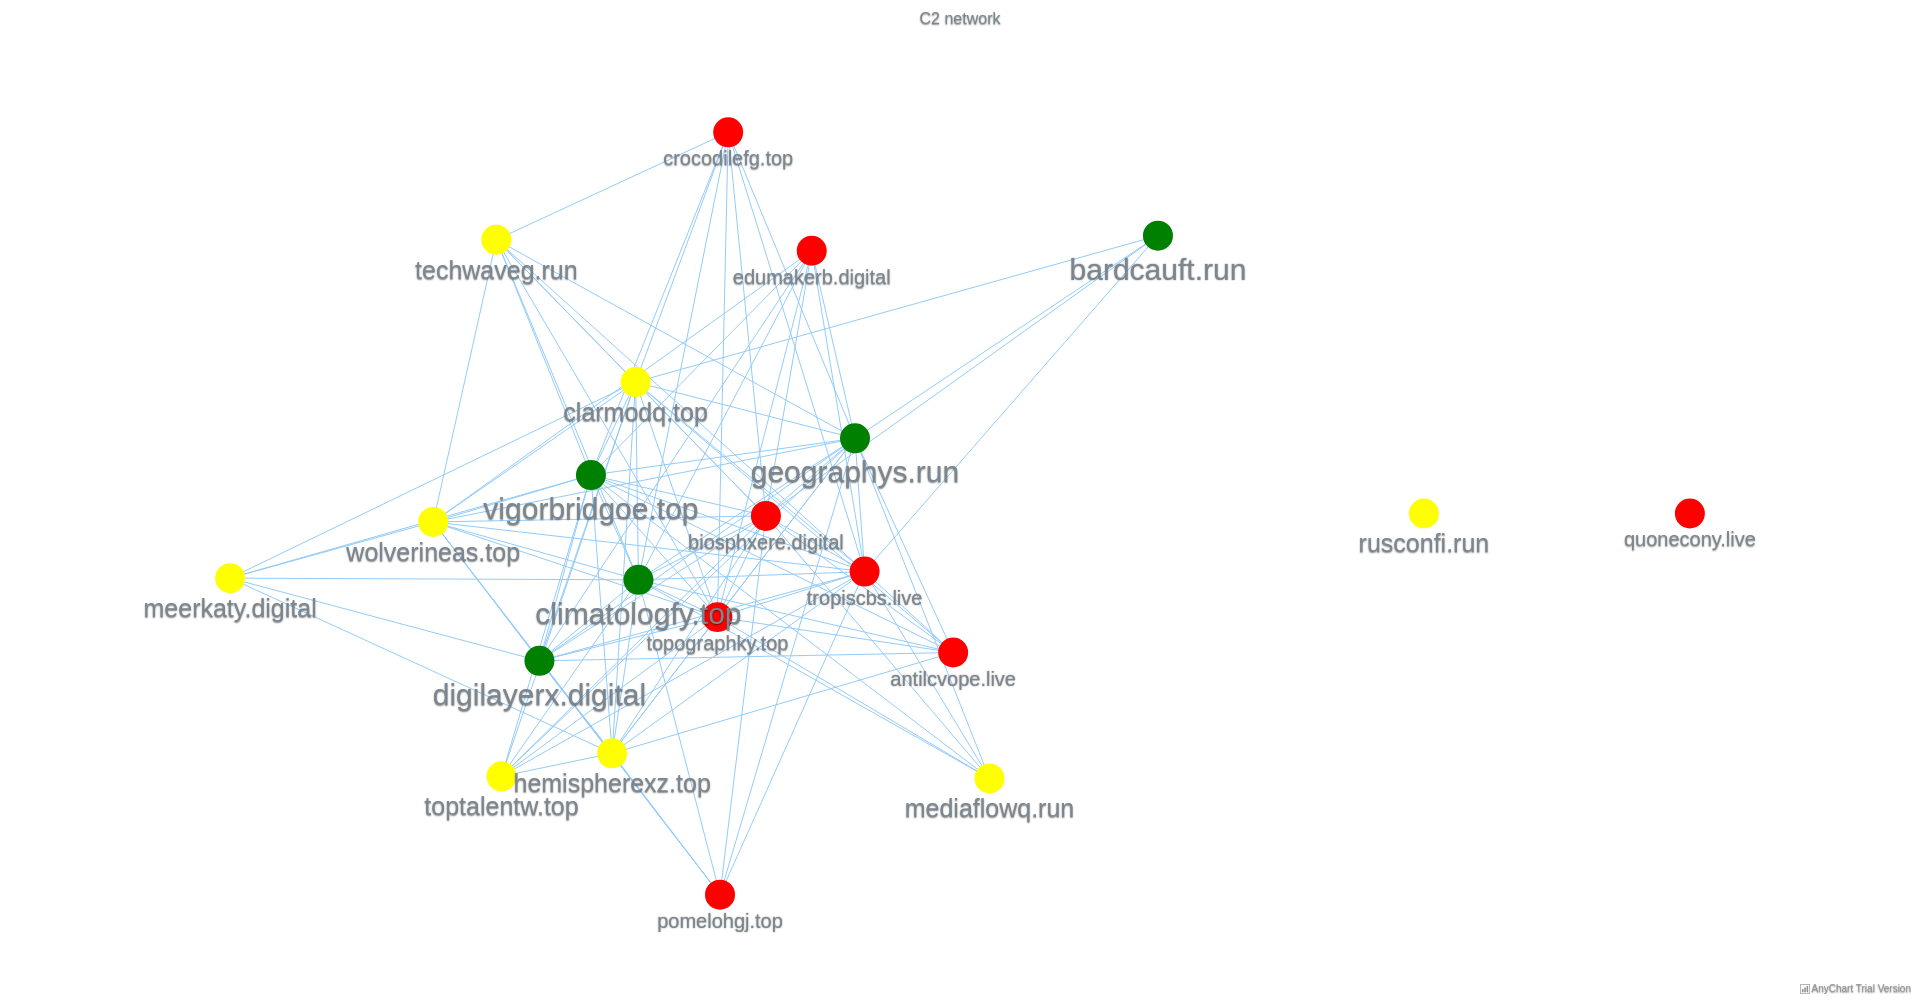 C2 network
crocodilefg.top
techwaveg.run
edumakerb.digital
bardcauft.run
clarmodq.top
geographys.run
vigorbridgoe.top
biosphxere.digital
wolverineas.top
rusconfi.run
quonecony.live
meerkaty.digital
climatologfy.top
tropiscbs.live
topographky.top
antilcvope.live
digilayerx.digital
hemispherexz.top
toptalentw.top
mediaflowq.run
pomelohgj.top
AnyChart Trial Version